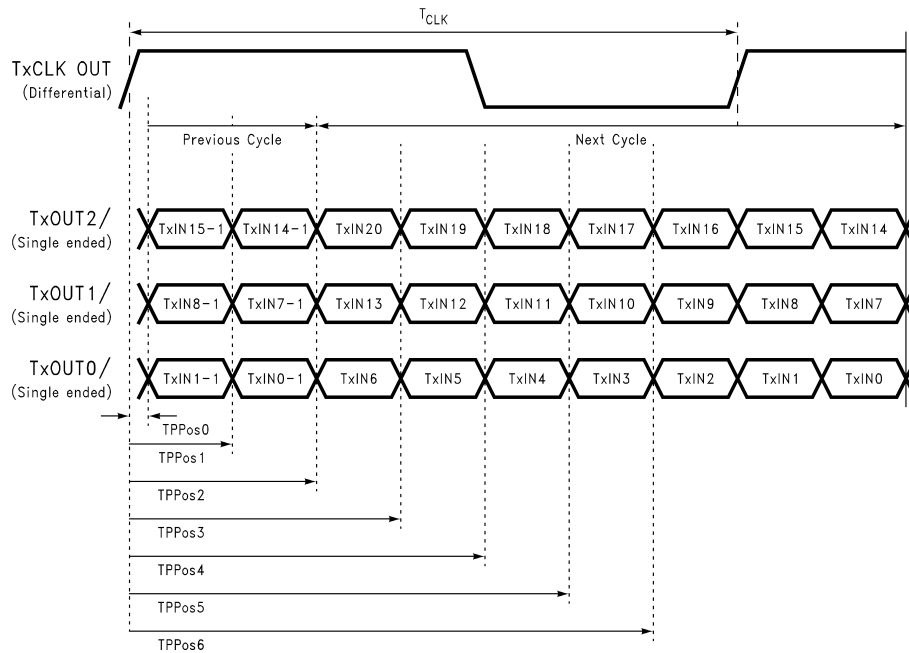 TCLK
TxCLK OUT
(Differential)
Previous Cycle
Next Cycle
TxOUT2/
(Single ended)
TxIN15-1 TxIN14-1 TxIN20 TxIN19 TxIN18 TxIN17 TxIN16 TxIN15 TxIN14
TxOUT1/
(Single ended)
TxIN8-1 TxIN7-1 TxIN13 TxIN12 TxIN11 TxIN10 TxIN9 TxIN8 TxIN7
TxOUT0/
(Single ended)
TxIN1-1 TxIN0-1 TxIN6 TxIN5 TxIN4 TxIN3 TxIN2 TxIN1 TxIN0
TPPos0
TPPos1
TPPos2
TPPos3
TPPos4
TPPos5
TPPos6